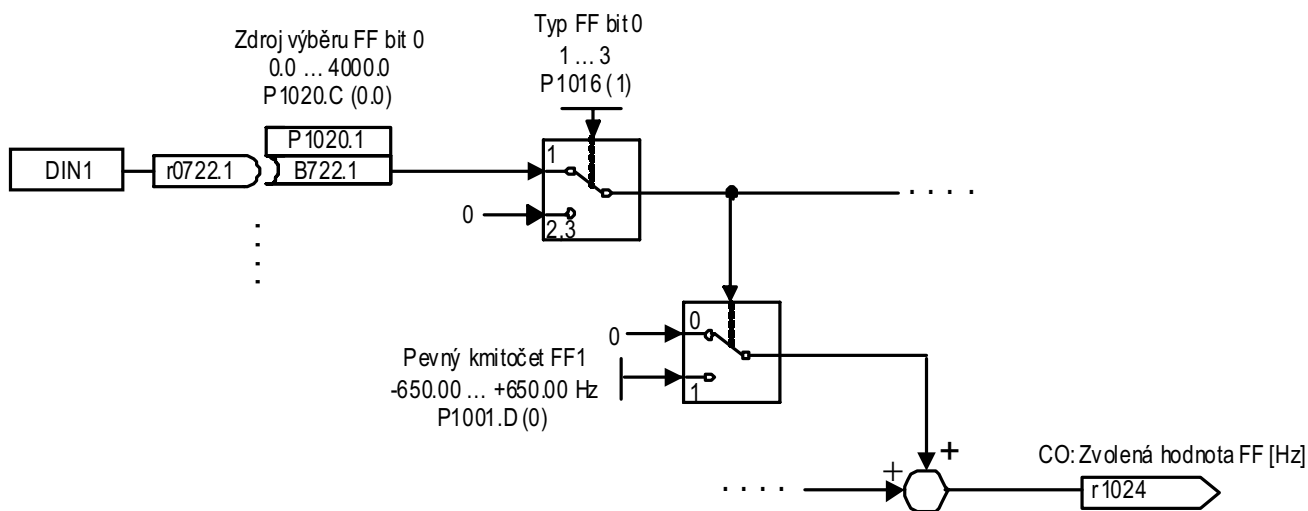 Zdroj výběru FF bit 0
0.0 ... 4000.0
P1020.C (0.0)
Typ FF bit 0
1 ... 3
P1016 (1)
DIN1
r0722.1
P1020.1
B722.1
1
0
2,3
. . . .
0
0
Pevný kmitočet FF1
-650.00 ... +650.00 Hz
P1001.D (0)
1
+
+
. . . .
CO: Zvolená hodnota FF [Hz]
r1024